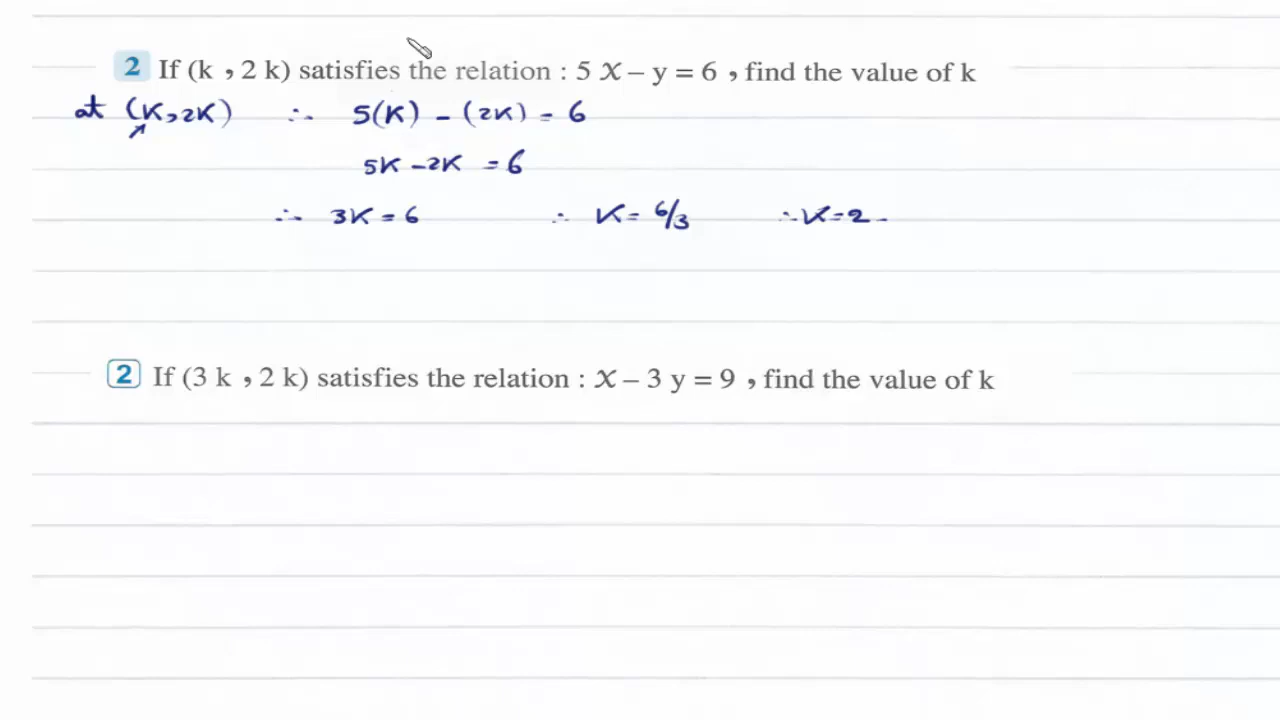 2 If (k , 2 k) satisfies the relation : 5 x – y = 6 , find the value of k
at (K,2K) ∴ 5(K) - (2K) = 6
5K - 2K = 6
∴ 3K = 6 ∴ K = 6/3 ∴ K = 2
2 If (3 k , 2 k) satisfies the relation : x – 3 y = 9 , find the value of k